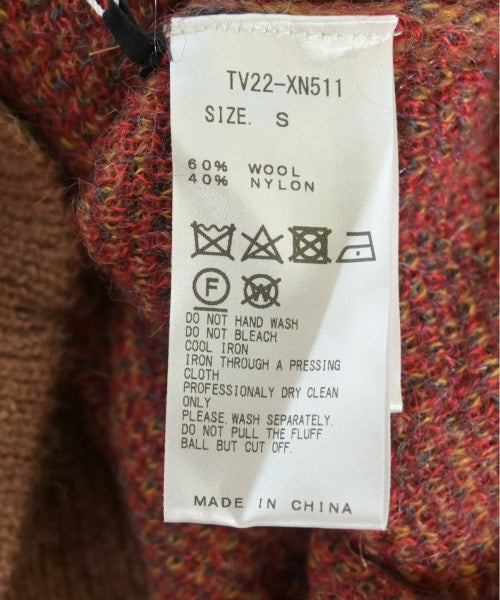 TV22-XN511
SIZE. S
60% WOOL
40% NYLON
F W
DO NOT HAND WASH
DO NOT BLEACH
COOL IRON
IRON THROUGH A PRESSING
CLOTH
PROFESSIONALY DRY CLEAN
ONLY
PLEASE WASH SEPARATELY.
DO NOT PULL THE FLUFF
BALL BUT CUT OFF.
MADE IN CHINA